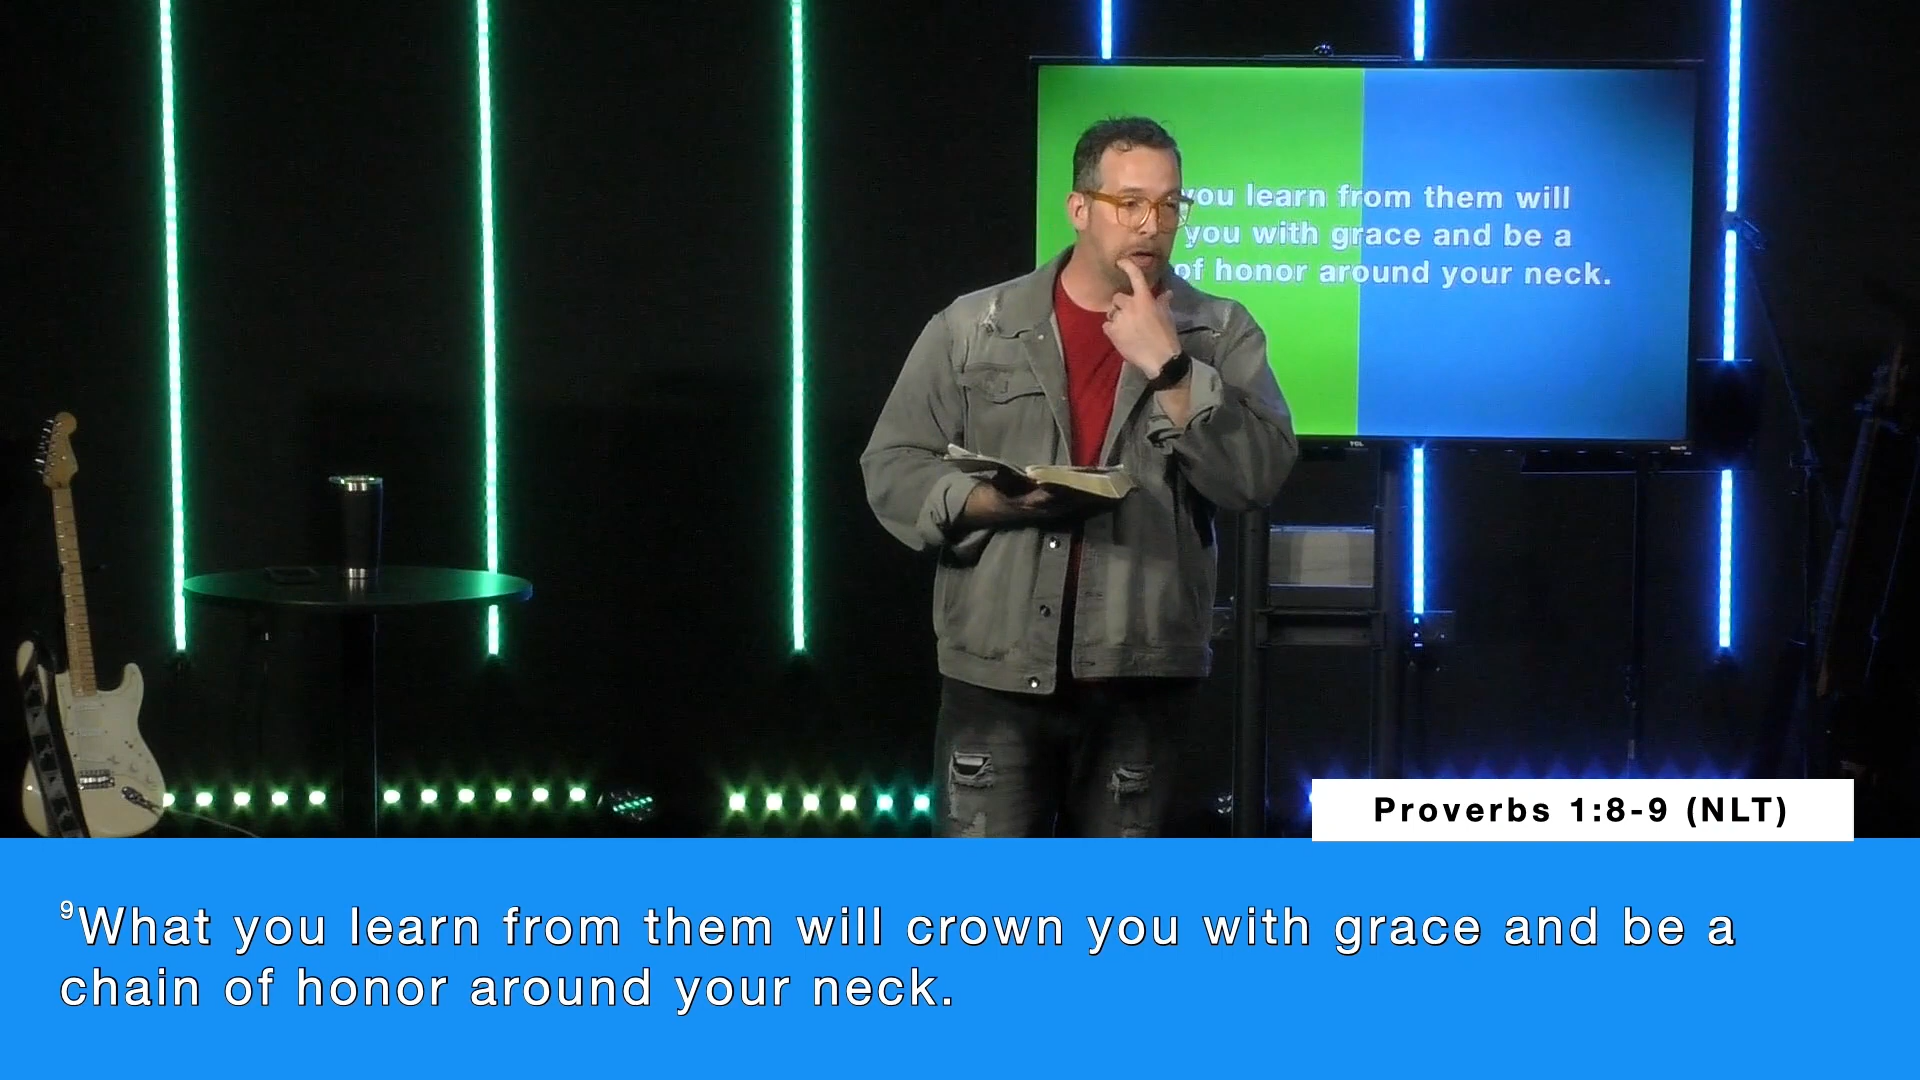 you learn from them will
you with grace and be a
of honor around your neck.
TCL
Proverbs 1:8-9 (NLT)
⁹What you learn from them will crown you with grace and be a
chain of honor around your neck.